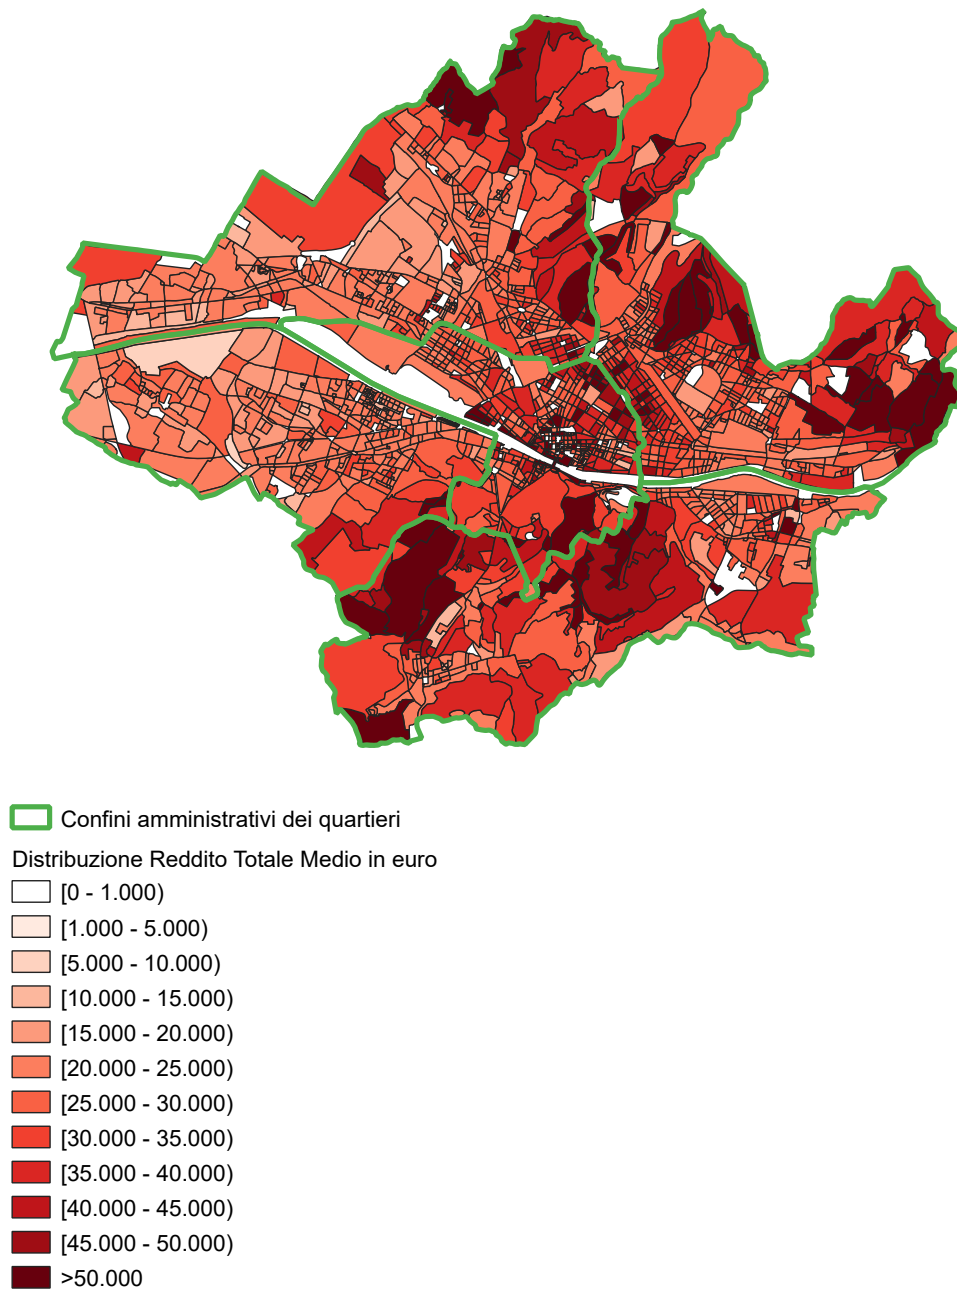 Confini amministrativi dei quartieri
Distribuzione Reddito Totale Medio in euro
[0 - 1.000)
[1.000 - 5.000)
[5.000 - 10.000)
[10.000 - 15.000)
[15.000 - 20.000)
[20.000 - 25.000)
[25.000 - 30.000)
[30.000 - 35.000)
[35.000 - 40.000)
[40.000 - 45.000)
[45.000 - 50.000)
>50.000